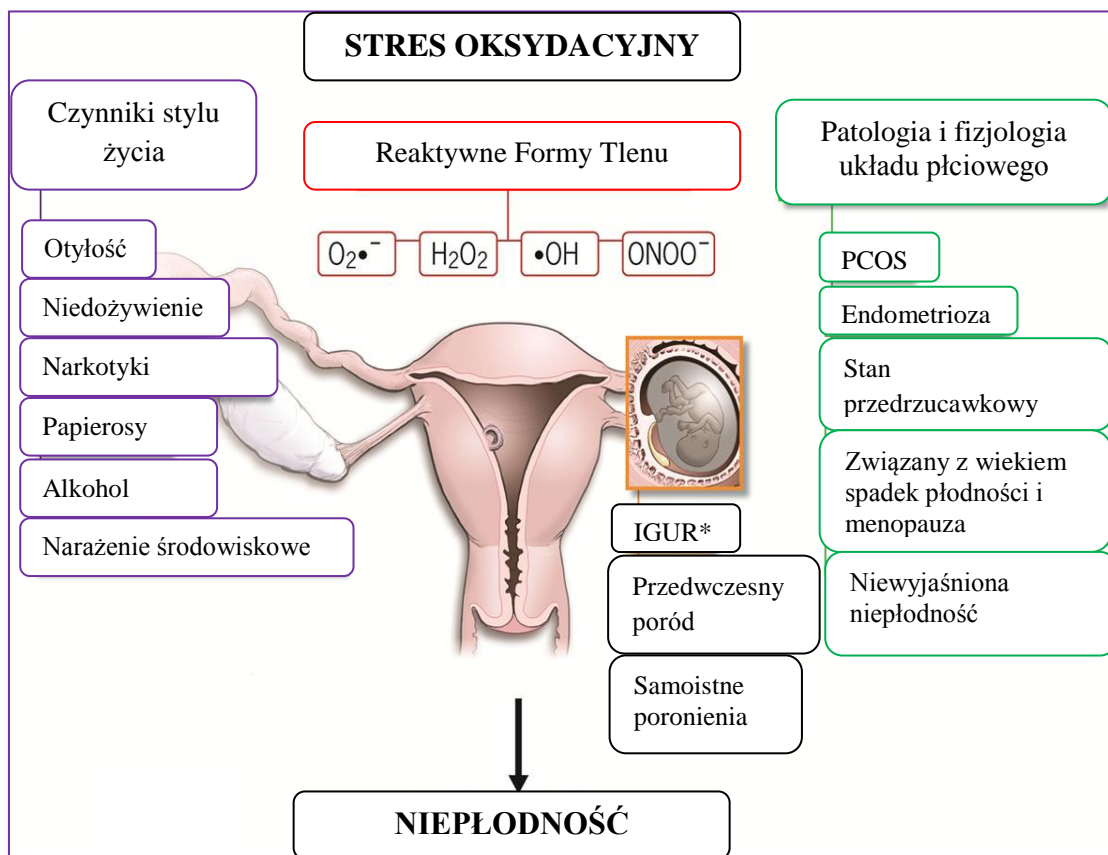 STRES OKSYDACYJNY
Czynniki stylu
życia
Reaktywne Formy Tlenu
Patologia i fizjologia
układu płciowego
O₂•⁻
H₂O₂
•OH
ONOO⁻
Otyłość
Niedożywienie
Narkotyki
Papierosy
Alkohol
Narażenie środowiskowe
PCOS
Endometrioza
Stan
przedrzucawkowy
Związany z wiekiem
spadek płodności i
menopauza
Niewyjaśniona
niepłodność
IGUR*
Przedwczesny
poród
Samoistne
poronienia
NIEPŁODNOŚĆ